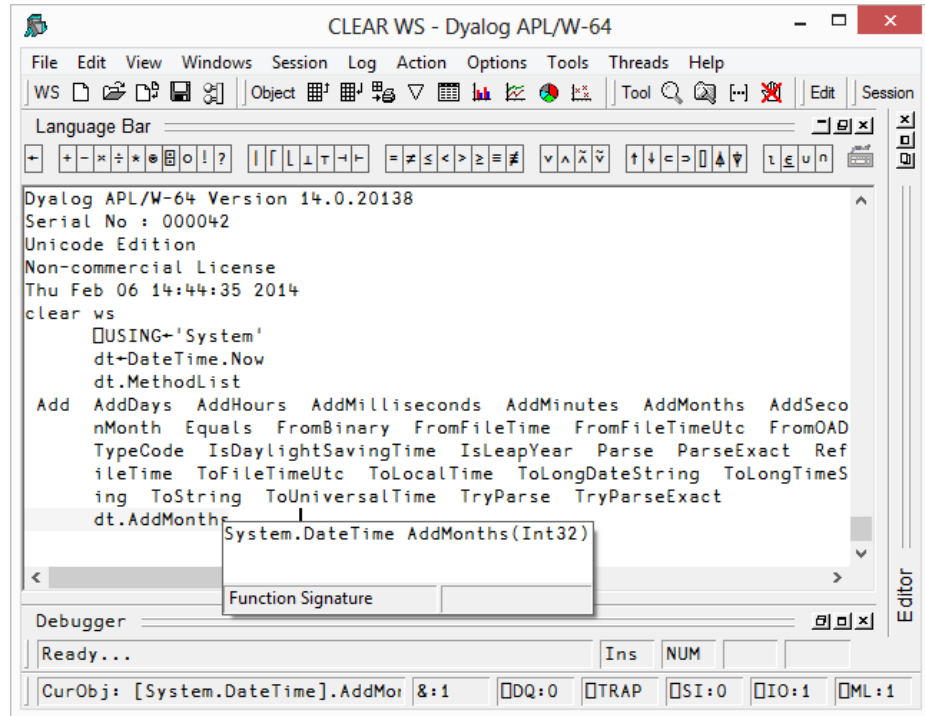 CLEAR WS - Dyalog APL/W-64
File Edit View Windows Session Log Action Options Tools Threads Help
WS Object Tool Edit Session
Language Bar
← + - × ÷ * ⍟ ⌹ ○ ! ? | ⌈ ⌊ ⊥ ⊤ ⊣ ⊢ = ≠ ≤ < > ≥ ≡ ≢ ∨ ∧ ⍲ ⍱ ↑ ↓ ⊂ ⊃ ⌷ ⍋ ⍒ ⍳ ⍷ ∪ ∩
Dyalog APL/W-64 Version 14.0.20138
Serial No : 000042
Unicode Edition
Non-commercial License
Thu Feb 06 14:44:35 2014
clear ws
⎕USING←'System'
dt←DateTime.Now
dt.MethodList
Add AddDays AddHours AddMilliseconds AddMinutes AddMonths AddSeco
nMonth Equals FromBinary FromFileTime FromFileTimeUtc FromOAD
TypeCode IsDaylightSavingTime IsLeapYear Parse ParseExact Ref
ileTime ToFileTimeUtc ToLocalTime ToLongDateString ToLongTimeS
ing ToString ToUniversalTime TryParse TryParseExact
dt.AddMonths
System.DateTime AddMonths(Int32)
Function Signature
Editor
Debugger
Ready... Ins NUM
CurObj: [System.DateTime].AddMor &:1 ⎕DQ:0 ⎕TRAP ⎕SI:0 ⎕IO:1 ⎕ML:1